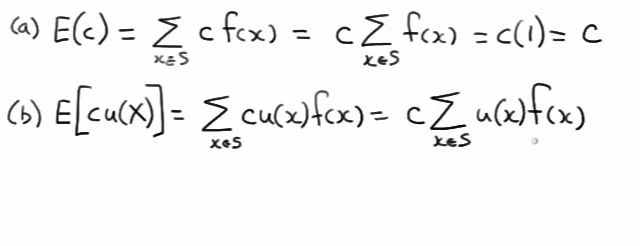 (a) E(c) = ∑_{x∈S} c f(x) = c ∑_{x∈S} f(x) = c(1) = c
(b) E[cu(X)] = ∑_{x∈S} cu(x)f(x) = c ∑_{x∈S} u(x)f(x)